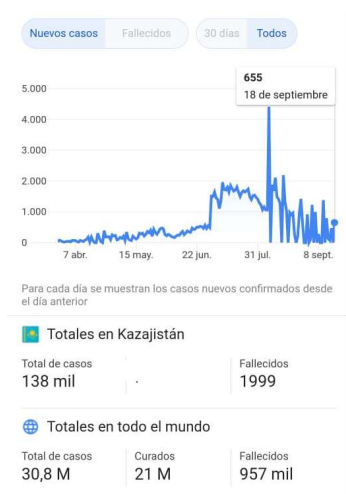 Nuevos casos Fallecidos 30 días Todos
655
18 de septiembre
5.000
4.000
3.000
2.000
1.000
0
7 abr. 15 may. 22 jun. 31 jul. 8 sept.
Para cada día se muestran los casos nuevos confirmados desde
el día anterior
Totales en Kazajistán
Total de casos Fallecidos
138 mil 1999
Totales en todo el mundo
Total de casos Curados Fallecidos
30,8 M 21 M 957 mil